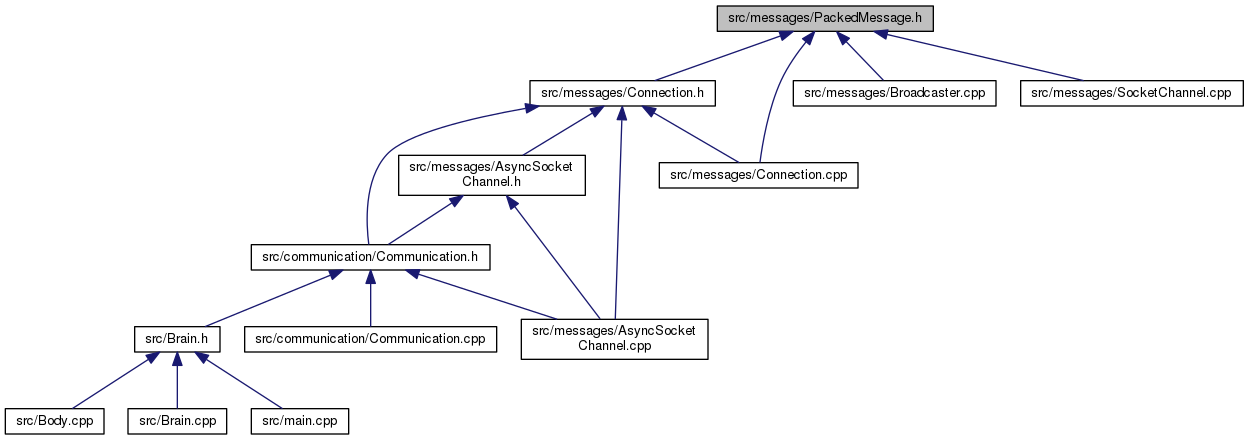 src/messages/PackedMessage.h
src/messages/Connection.h
src/messages/Broadcaster.cpp
src/messages/SocketChannel.cpp
src/messages/AsyncSocket
Channel.h
src/messages/Connection.cpp
src/communication/Communication.h
src/Brain.h
src/communication/Communication.cpp
src/messages/AsyncSocket
Channel.cpp
src/Body.cpp
src/Brain.cpp
src/main.cpp